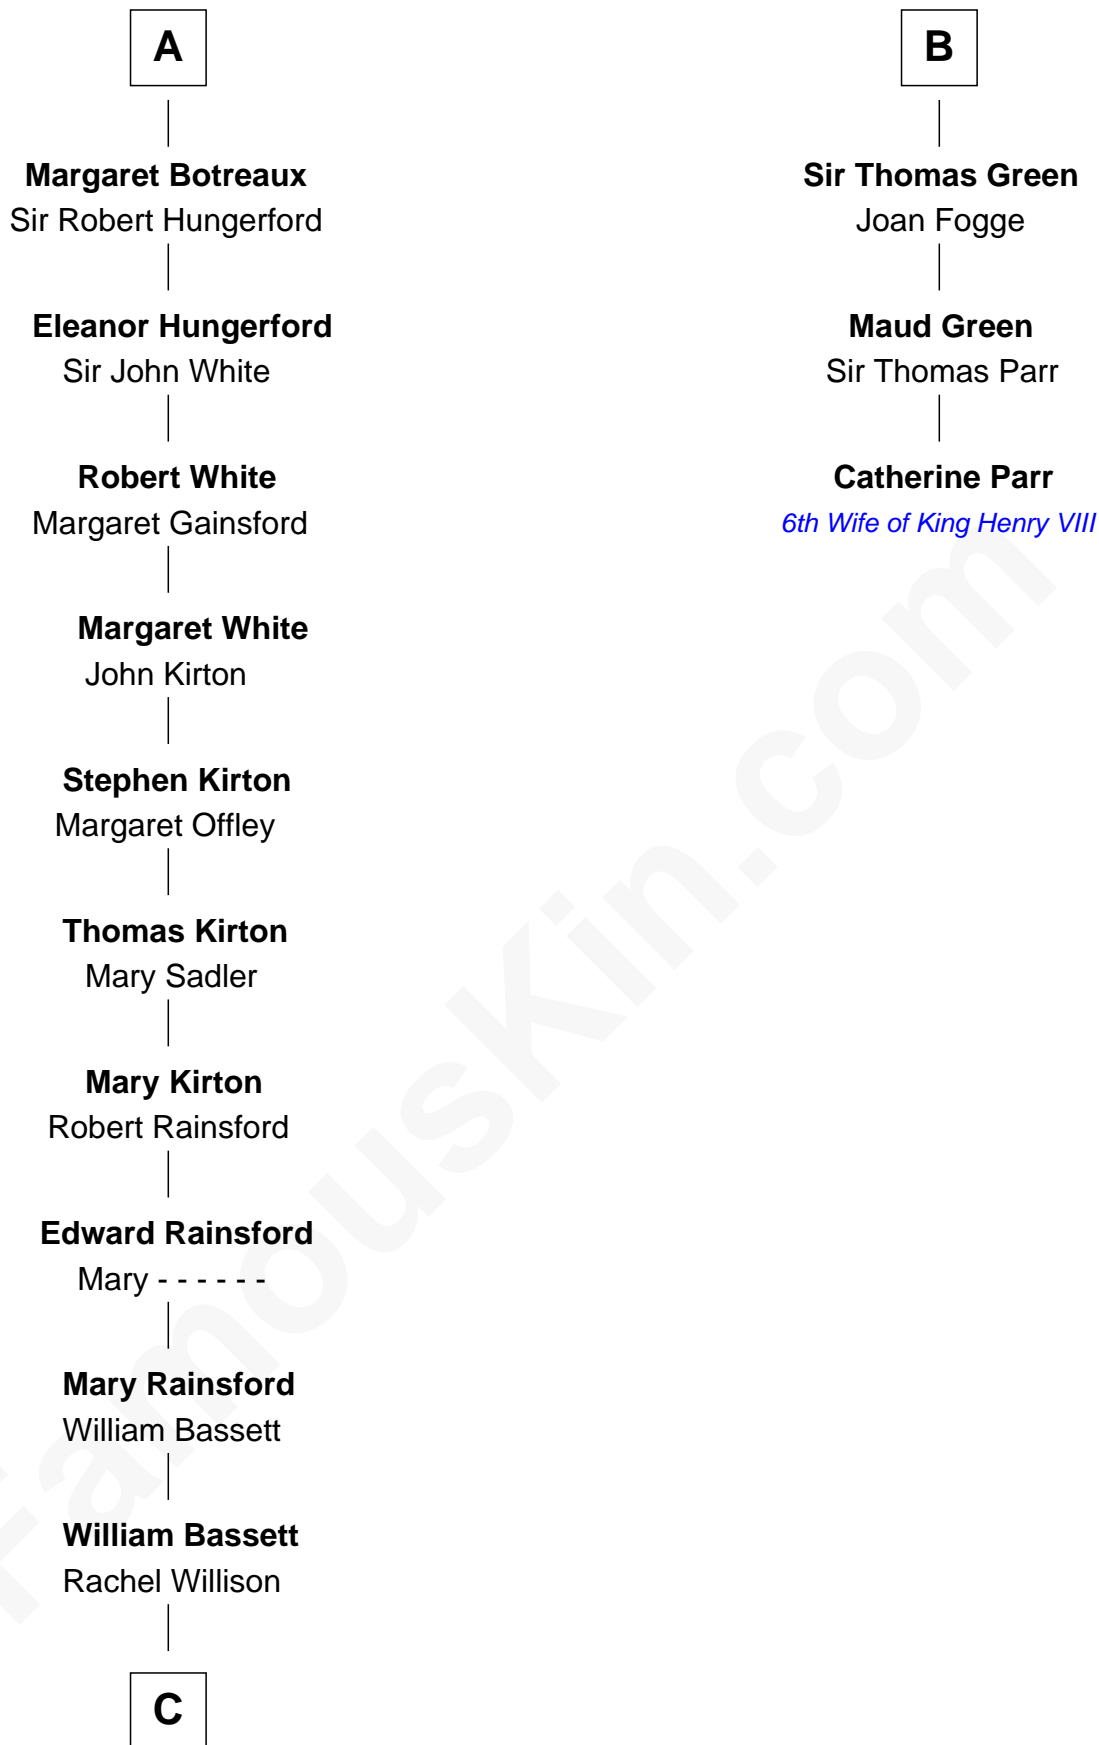 A
Margaret Botreaux
Sir Robert Hungerford
Eleanor Hungerford
Sir John White
Robert White
Margaret Gainsford
Margaret White
John Kirton
Stephen Kirton
Margaret Offley
Thomas Kirton
Mary Sadler
Mary Kirton
Robert Rainsford
Edward Rainsford
Mary - - - - - -
Mary Rainsford
William Bassett
William Bassett
Rachel Willison
C
B
Sir Thomas Green
Joan Fogge
Maud Green
Sir Thomas Parr
Catherine Parr
6th Wife of King Henry VIII
FamousKin.com